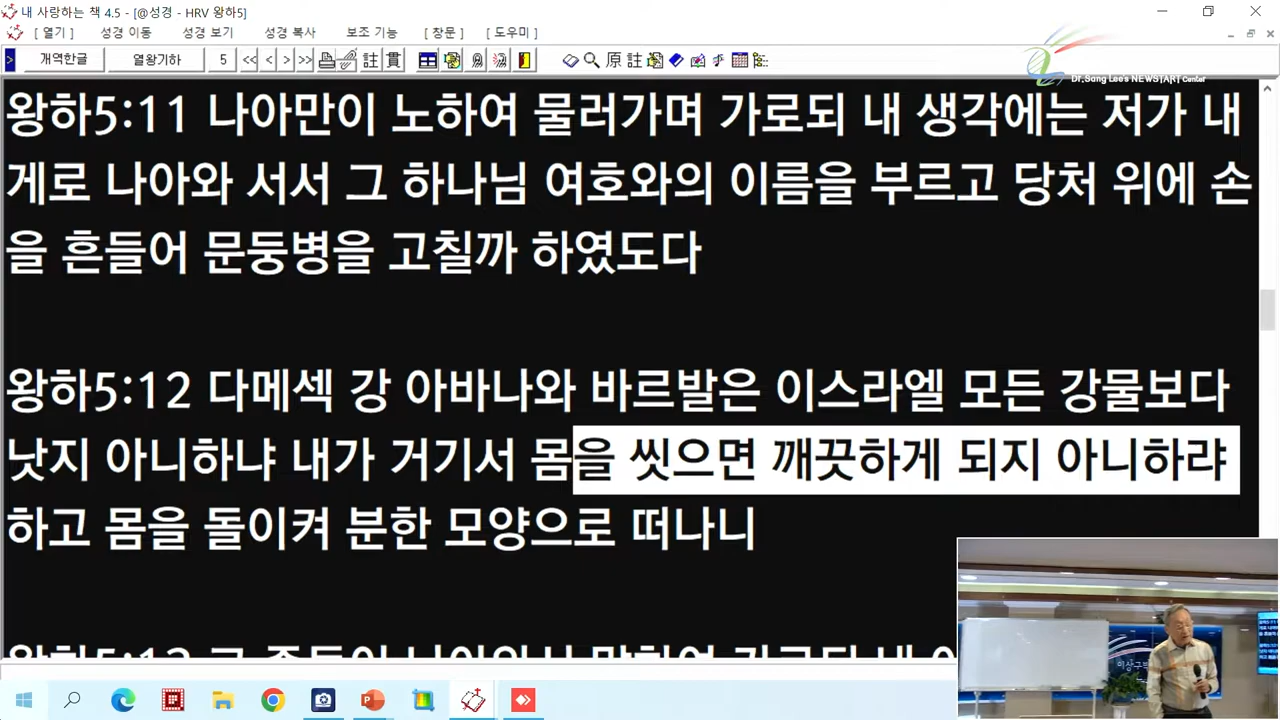 내 사랑하는 책 4.5 - [@성경 - HRV 왕하5]
[ 열기 ] 성경 이동 성경 보기 성경 복사 보조 기능 [ 창문 ] [ 도우미 ]
개역한글 열왕기하 5 << < > >> 註 貫 原 註
Dr.Sang Lee's NEWSTART Center
왕하5:11 나아만이 노하여 물러가며 가로되 내 생각에는 저가 내
게로 나아와 서서 그 하나님 여호와의 이름을 부르고 당처 위에 손
을 흔들어 문둥병을 고칠까 하였도다
왕하5:12 다메섹 강 아바나와 바르발은 이스라엘 모든 강물보다
낫지 아니하냐 내가 거기서 몸을 씻으면 깨끗하게 되지 아니하랴
하고 몸을 돌이켜 분한 모양으로 떠나니